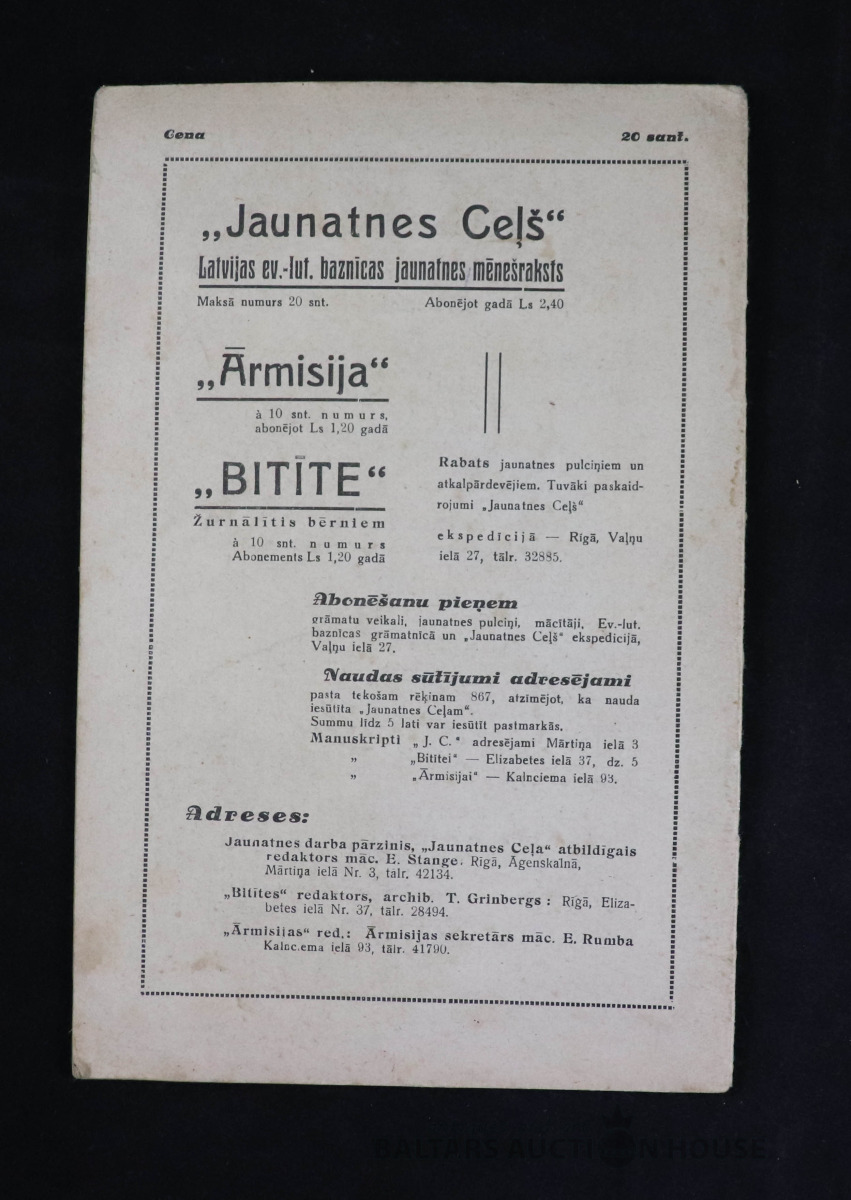 Cena 20 sant.
„Jaunatnes Ceļš“
Latvijas ev.-lut. baznīcas jaunatnes mēnešraksts
Maksā numurs 20 snt. Abonējot gadā Ls 2,40
„Ārmisija“
à 10 snt. numurs,
abonējot Ls 1,20 gadā
„BITĪTE“
Žurnālītis bērniem
à 10 snt. numurs
Abonements Ls 1,20 gadā
Rabats jaunatnes pulciņiem un
atkalpārdevējiem. Tuvāki paskaid-
rojumi „Jaunatnes Ceļš“
ekspedīcijā — Rīgā, Vaļņu
ielā 27, tālr. 32885.
Abonēšanu pieņem
grāmatu veikali, jaunatnes pulciņi, mācītāji, Ev.-lut.
baznīcas grāmatnīcā un „Jaunatnes Ceļš“ ekspedīcijā,
Vaļņu ielā 27.
Naudas sūtījumi adresējami
pasta tekošam rēķinam 867, atzīmējot, ka nauda
iesūtīta „Jaunatnes Ceļam“.
Summu līdz 5 lati var iesūtīt pastmarkās.
Manuskripti „J. C.“ adresējami Mārtiņa ielā 3
„ „Bitītei“ — Elizabetes ielā 37, dz. 5
„ „Ārmisijai“ — Kalnciema ielā 93.
Adreses:
Jaunatnes darba pārzinis, „Jaunatnes Ceļa“ atbildīgais
redaktors māc. E. Stange. Rīgā, Āgenskalnā,
Mārtiņa ielā Nr. 3, tālr. 42134.
„Bitītes“ redaktors, archib. T. Grinbergs: Rīgā, Eliza-
betes ielā Nr. 37, tālr. 28494.
„Ārmisijas“ red.: Ārmisijas sekretārs māc. E. Rumba
Kalnc.ema ielā 93, tālr. 41790.
BALTARS AUCTION HOUSE